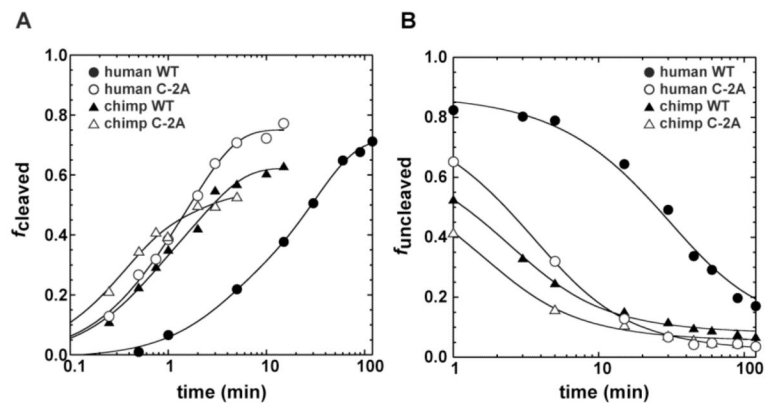 A
1.0
0.8
0.6
0.4
0.2
0.0
0.1
1
10
100
fcleaved
time (min)
human WT
human C-2A
chimp WT
chimp C-2A
B
1.0
0.8
0.6
0.4
0.2
0.0
1
10
100
funcleaved
time (min)
human WT
human C-2A
chimp WT
chimp C-2A